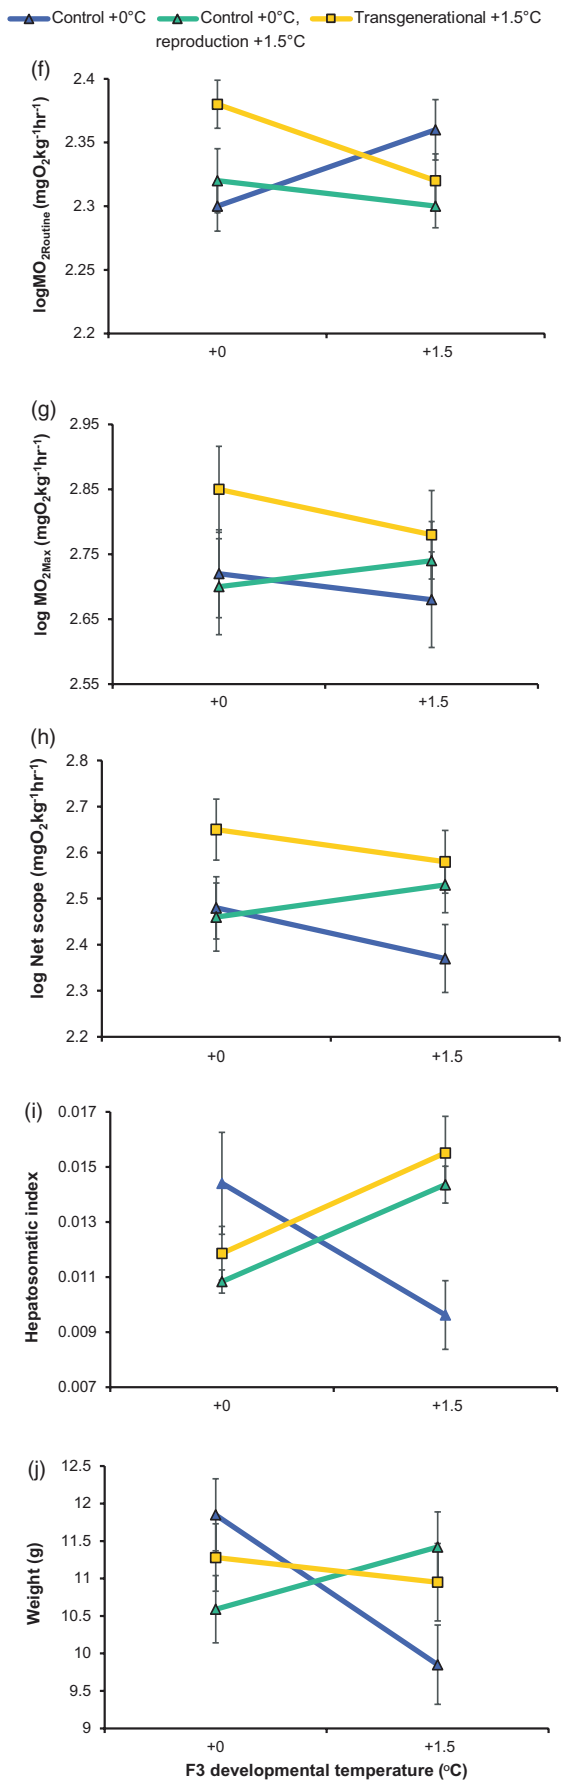 Control +0°C
Control +0°C,
reproduction +1.5°C
Transgenerational +1.5°C
(f)
logMO2Routine (mgO2kg-1hr-1)
2.4
2.35
2.3
2.25
2.2
+0
+1.5
(g)
log MO2Max (mgO2kg-1hr-1)
2.95
2.85
2.75
2.65
2.55
+0
+1.5
(h)
log Net scope (mgO2kg-1hr-1)
2.8
2.7
2.6
2.5
2.4
2.3
2.2
+0
+1.5
(i)
Hepatosomatic index
0.017
0.015
0.013
0.011
0.009
0.007
+0
+1.5
(j)
Weight (g)
12.5
12
11.5
11
10.5
10
9.5
9
+0
+1.5
F3 developmental temperature (°C)